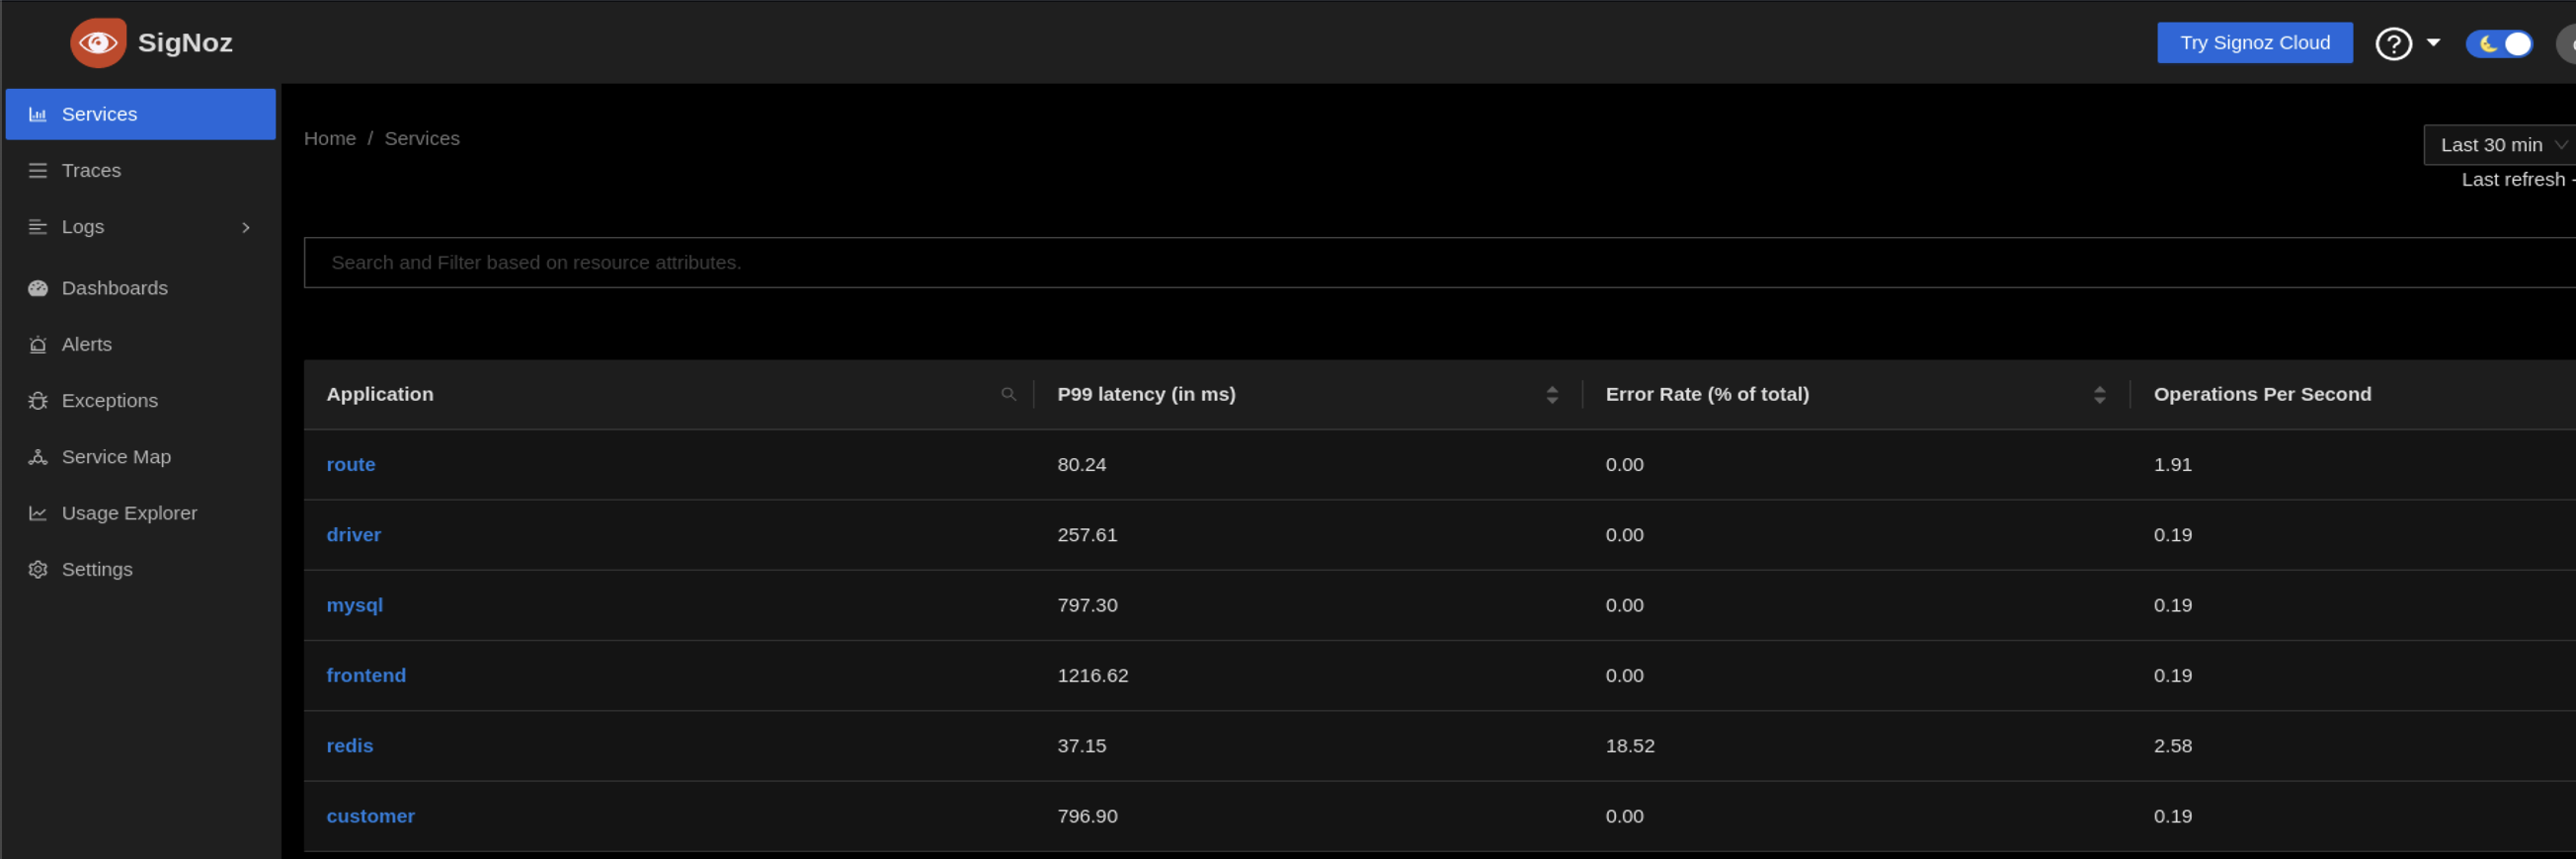 SigNoz
Try Signoz Cloud
Services
Traces
Logs
Dashboards
Alerts
Exceptions
Service Map
Usage Explorer
Settings
Home / Services
Last 30 min
Last refresh -
Search and Filter based on resource attributes.
Application P99 latency (in ms) Error Rate (% of total) Operations Per Second
route 80.24 0.00 1.91
driver 257.61 0.00 0.19
mysql 797.30 0.00 0.19
frontend 1216.62 0.00 0.19
redis 37.15 18.52 2.58
customer 796.90 0.00 0.19